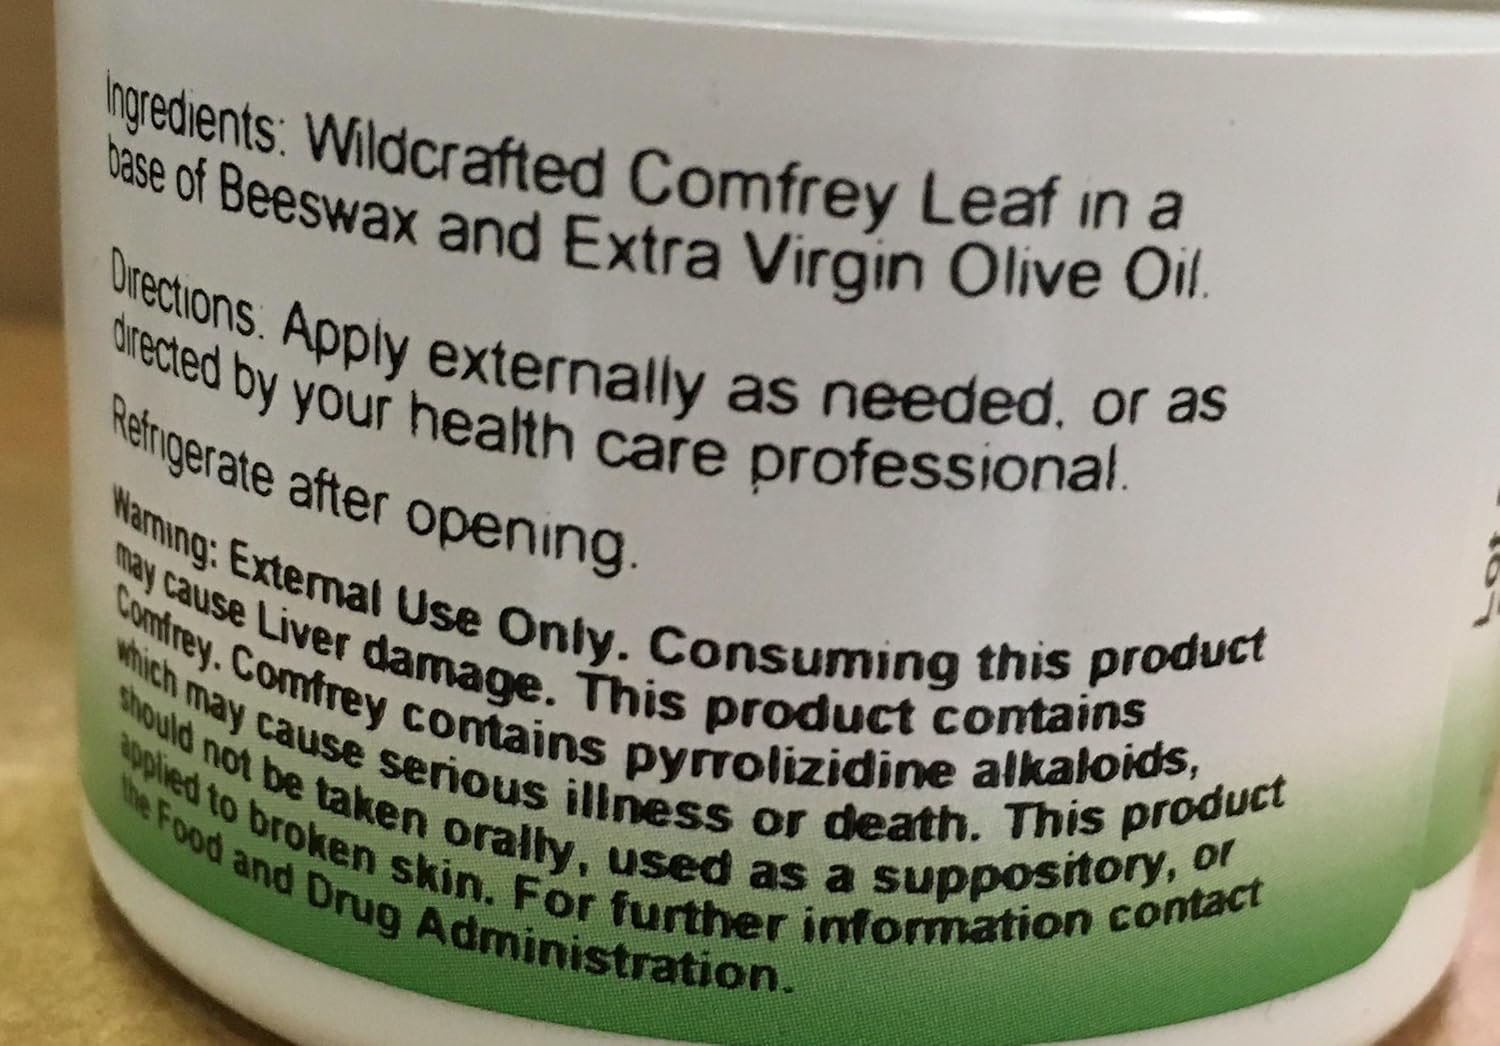 Ingredients: Wildcrafted Comfrey Leaf in a
base of Beeswax and Extra Virgin Olive Oil.
Directions: Apply externally as needed, or as
directed by your health care professional.
Refrigerate after opening.
Warning: External Use Only. Consuming this product
may cause Liver damage. This product contains
Comfrey. Comfrey contains pyrrolizidine alkaloids,
which may cause serious illness or death. This product
should not be taken orally, used as a suppository, or
applied to broken skin. For further information contact
the Food and Drug Administration.